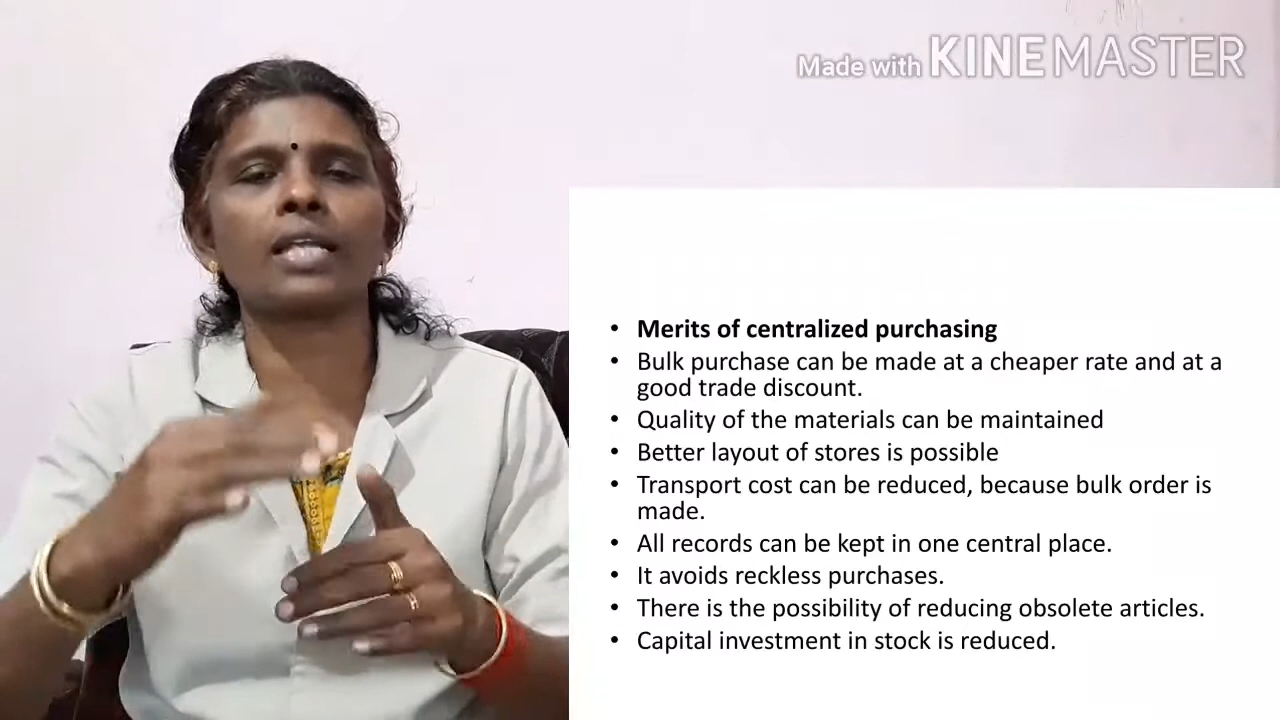 Made with KINEMASTER
• Merits of centralized purchasing
• Bulk purchase can be made at a cheaper rate and at a
good trade discount.
• Quality of the materials can be maintained
• Better layout of stores is possible
• Transport cost can be reduced, because bulk order is
made.
• All records can be kept in one central place.
• It avoids reckless purchases.
• There is the possibility of reducing obsolete articles.
• Capital investment in stock is reduced.